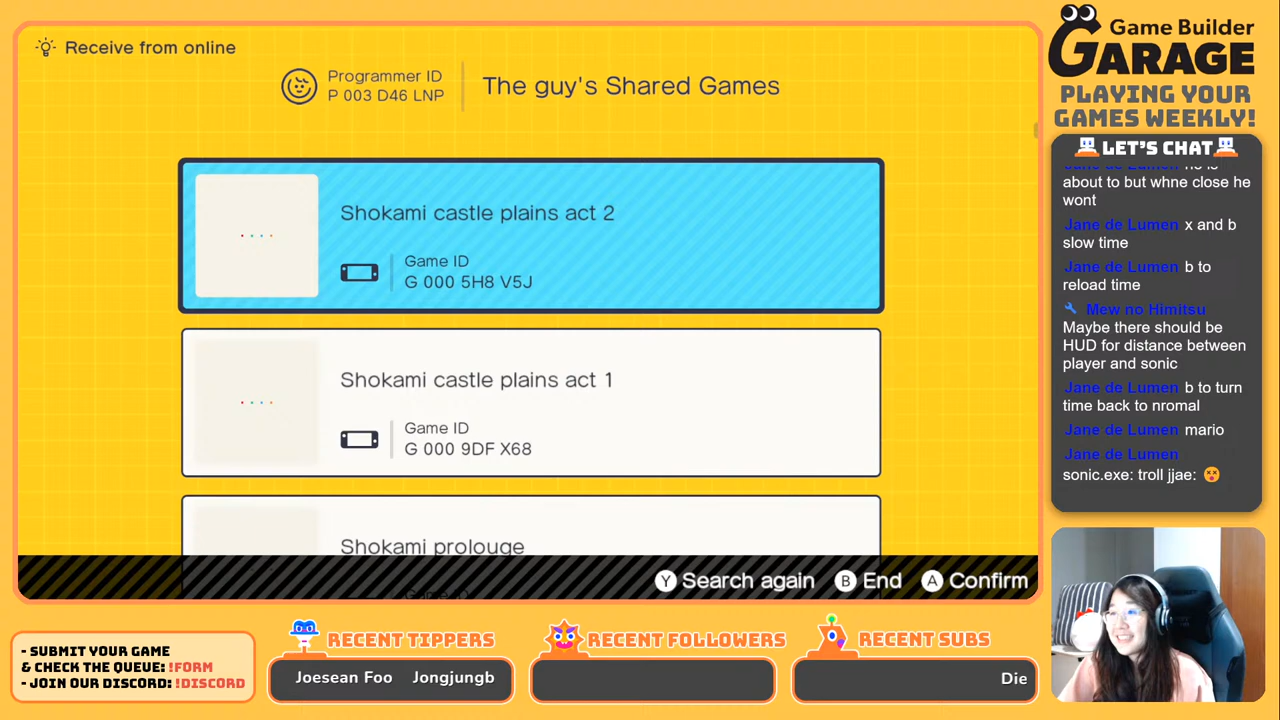 Receive from online
Programmer ID
P 003 D46 LNP
The guy's Shared Games
Shokami castle plains act 2
Game ID
G 000 5H8 V5J
Shokami castle plains act 1
Game ID
G 000 9DF X68
Shokami prolouge
Y Search again B End A Confirm
Game Builder
GARAGE
PLAYING YOUR
GAMES WEEKLY!
LET'S CHAT
about to but whne close he
wont
Jane de Lumen x and b
slow time
Jane de Lumen b to
reload time
Mew no Himitsu
Maybe there should be
HUD for distance between
player and sonic
Jane de Lumen b to turn
time back to nromal
Jane de Lumen mario
Jane de Lumen
sonic.exe: troll jjae:
- SUBMIT YOUR GAME
& CHECK THE QUEUE: !FORM
- JOIN OUR DISCORD: !DISCORD
RECENT TIPPERS
Joesean Foo Jongjungb
RECENT FOLLOWERS
RECENT SUBS
Die